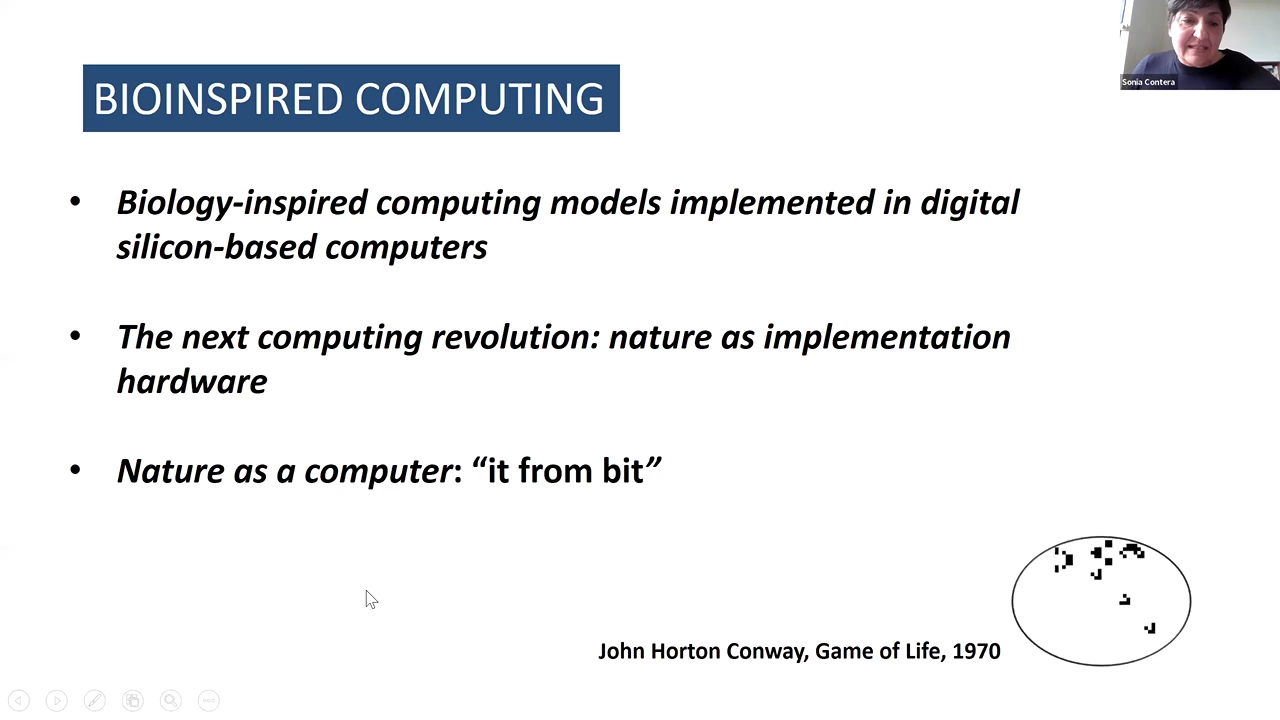 Sonia Contera
BIOINSPIRED COMPUTING
• Biology-inspired computing models implemented in digital
silicon-based computers
• The next computing revolution: nature as implementation
hardware
• Nature as a computer: “it from bit”
John Horton Conway, Game of Life, 1970